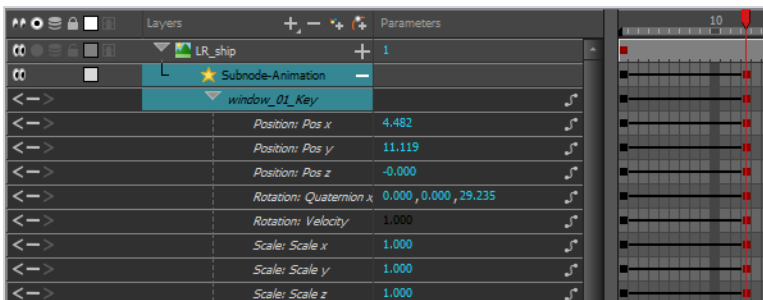 Layers Parameters 10
LR_ship 1
Subnode-Animation
window_01_Key
Position: Pos x 4.482
Position: Pos y 11.119
Position: Pos z -0.000
Rotation: Quaternion x 0.000 , 0.000 , 29.235
Rotation: Velocity 1.000
Scale: Scale x 1.000
Scale: Scale y 1.000
Scale: Scale z 1.000